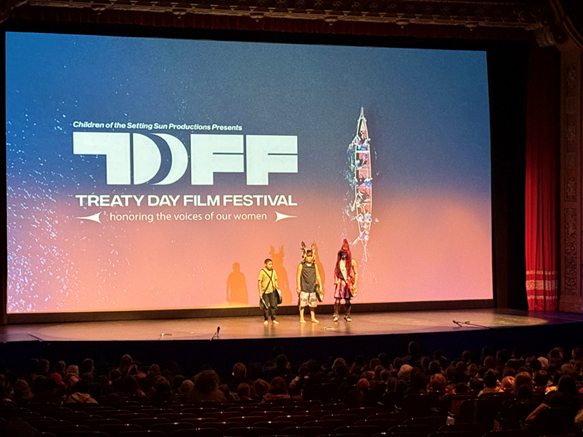 Children of the Setting Sun Productions Presents
TDFF
TREATY DAY FILM FESTIVAL
honoring the voices of our women